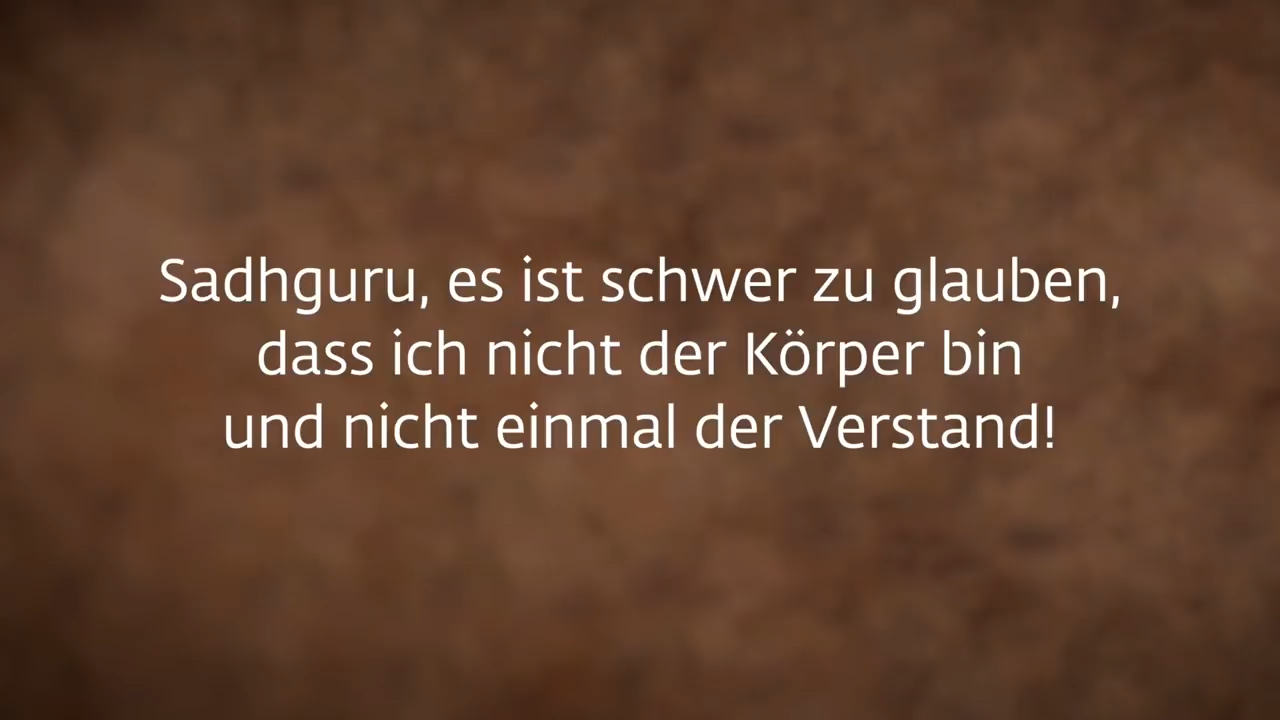 Sadhguru, es ist schwer zu glauben,
dass ich nicht der Körper bin
und nicht einmal der Verstand!